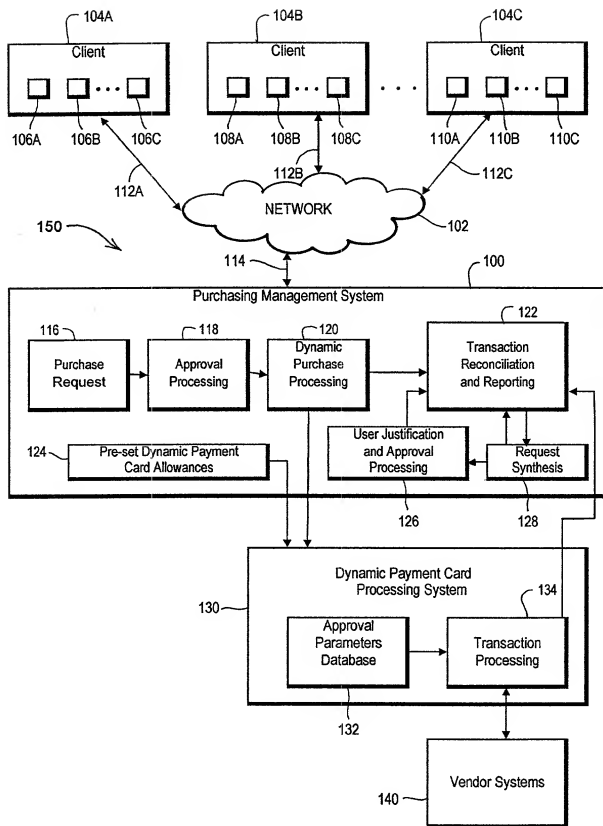 104A
104B
104C
Client
Client
Client
106A
106B
106C
108A
108B
108C
110A
110B
110C
112A
112B
112C
NETWORK
102
150
114
100
Purchasing Management System
116
118
120
122
Purchase
Request
Approval
Processing
Dynamic
Purchase
Processing
Transaction
Reconciliation
and Reporting
124
Pre-set Dynamic Payment
Card Allowances
User Justification
and Approval
Processing
Request
Synthesis
126
128
Dynamic Payment Card
Processing System
130
134
Approval
Parameters
Database
Transaction
Processing
132
Vendor Systems
140